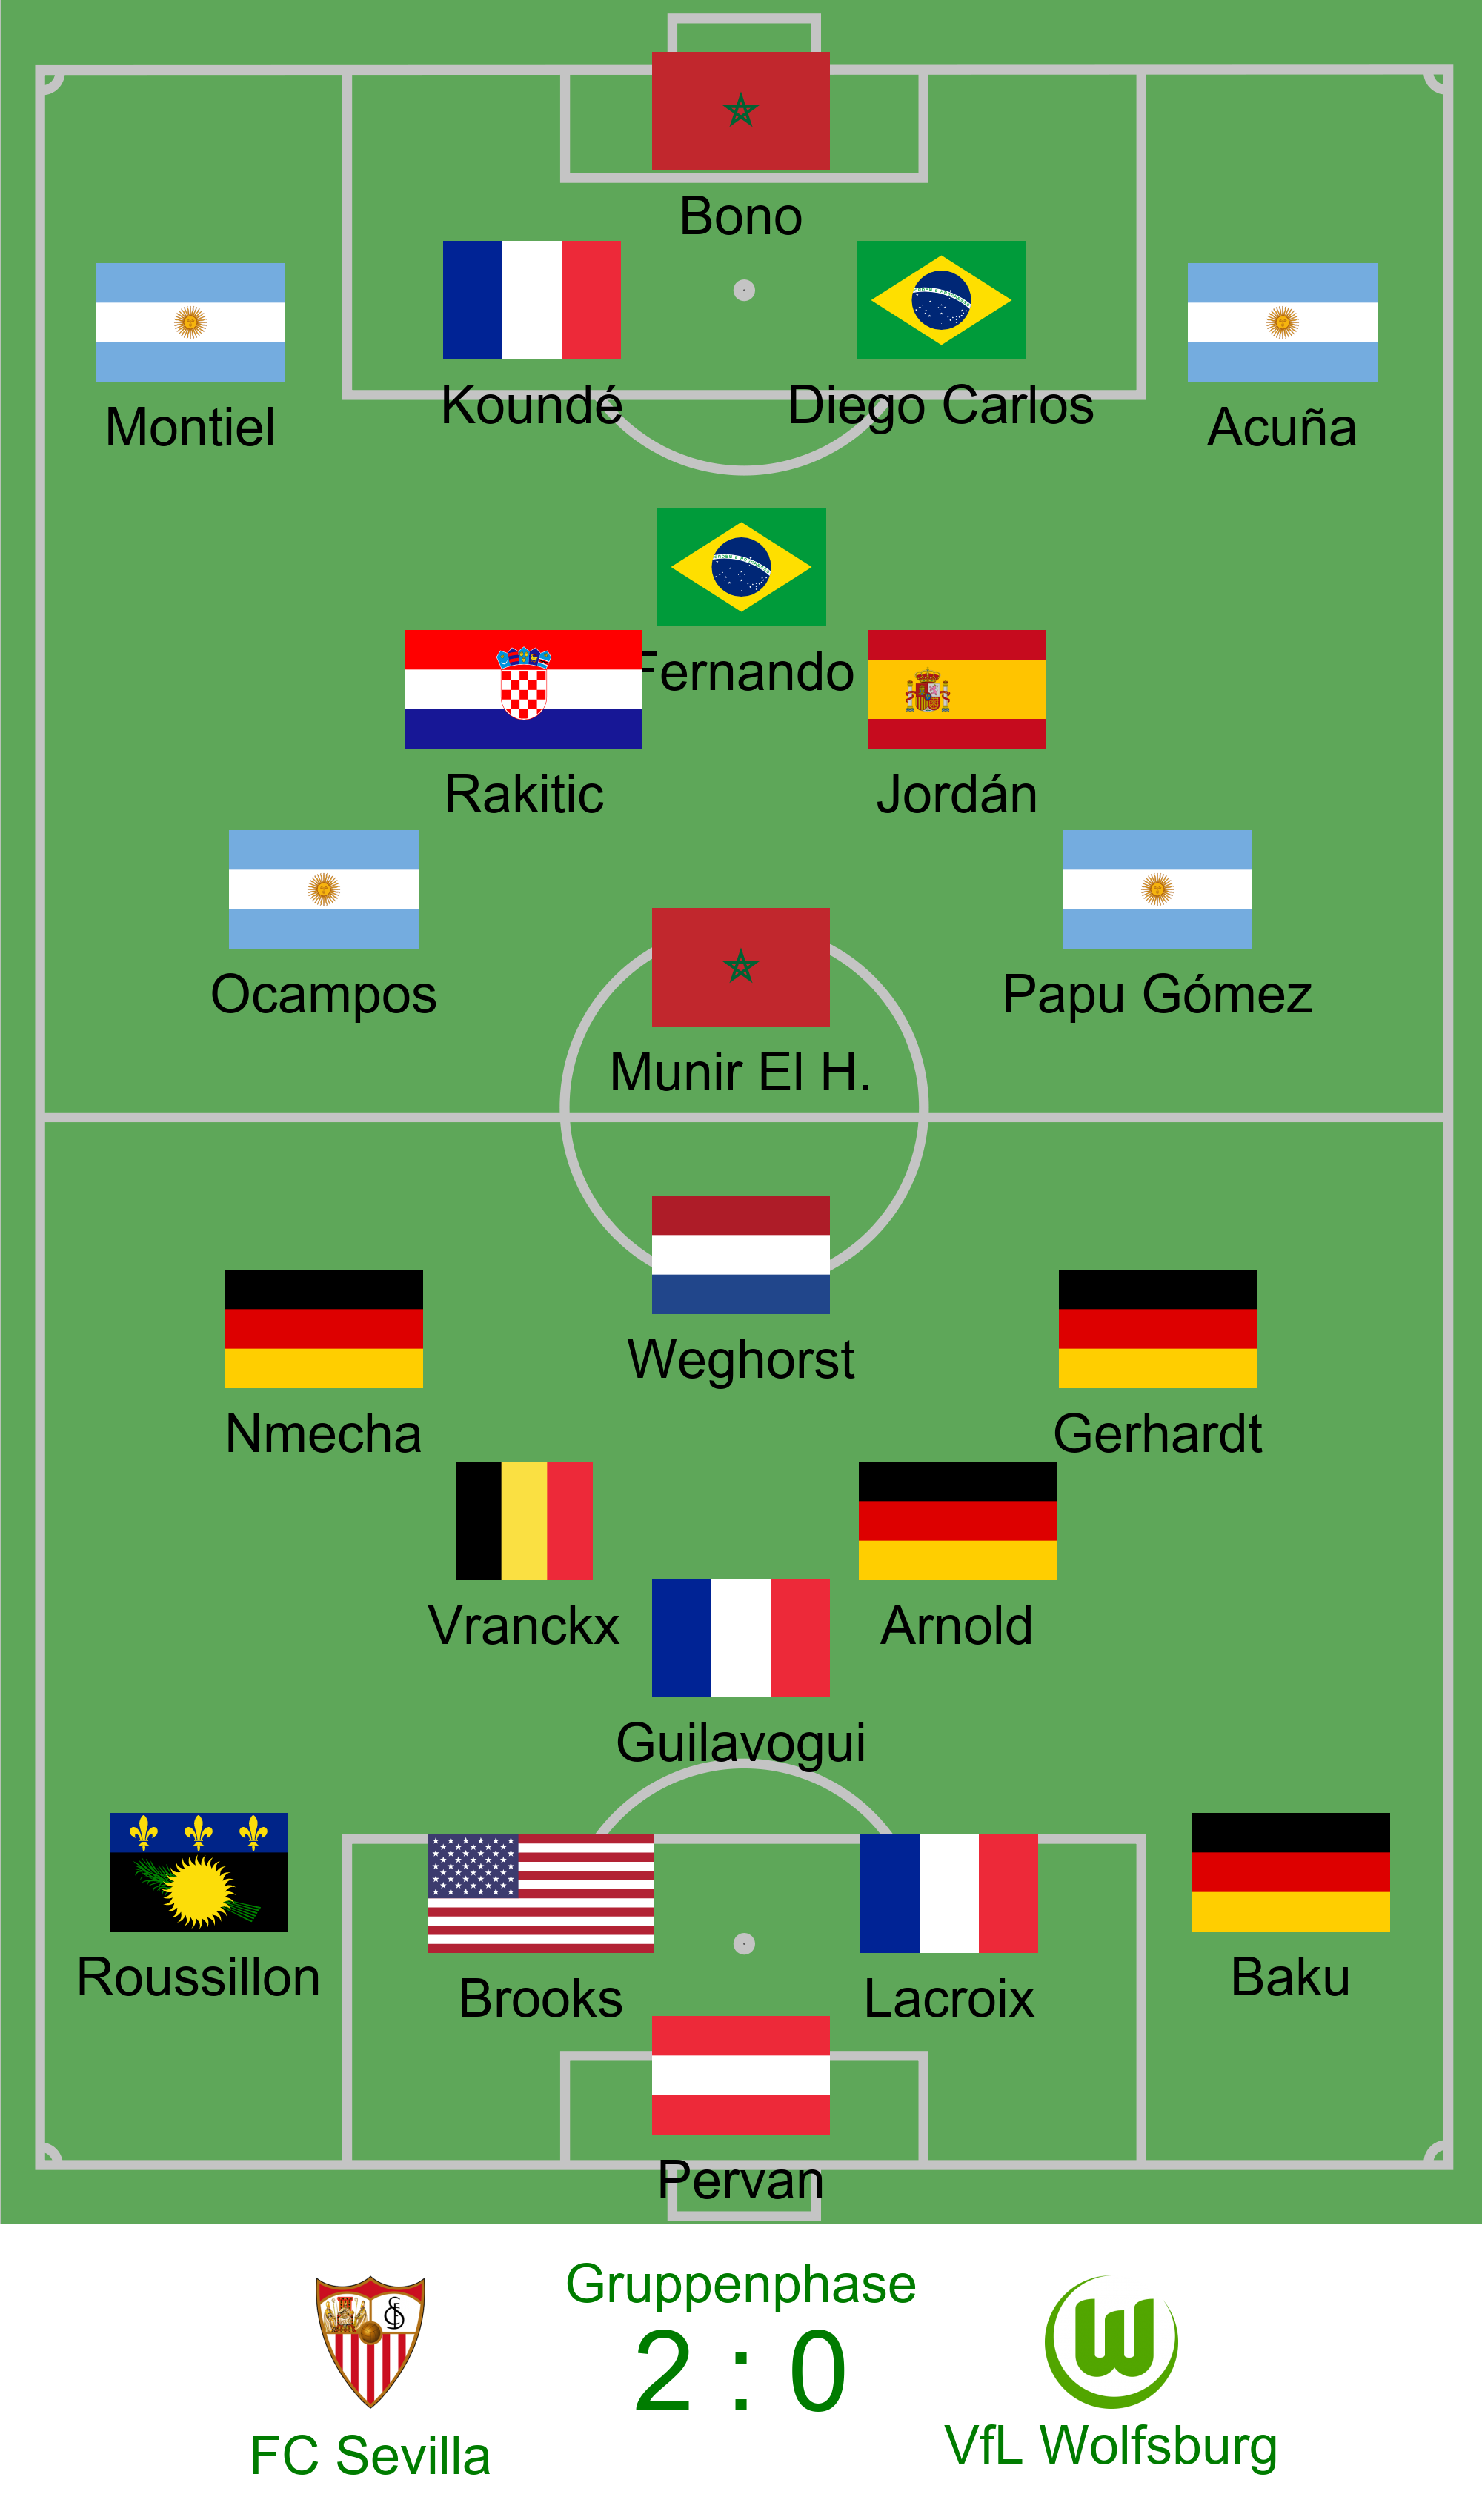 Bono
Montiel
Koundé
Diego Carlos
Acuña
Fernando
Rakitic
Jordán
Ocampos
Papu Gómez
Munir El H.
Weghorst
Nmecha
Gerhardt
Vranckx
Arnold
Guilavogui
Roussillon
Brooks
Lacroix
Baku
Pervan
Gruppenphase
2 : 0
FC Sevilla
VfL Wolfsburg